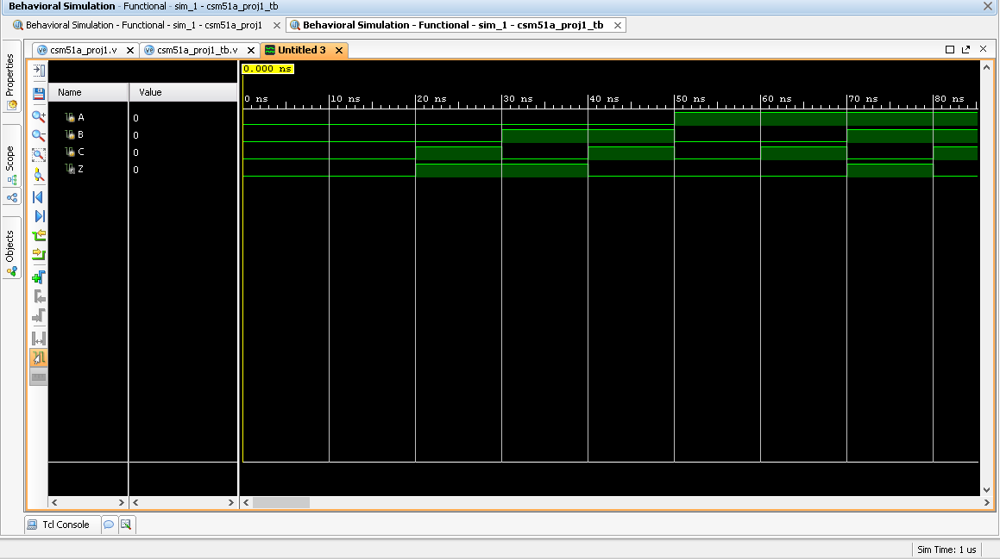 Behavioral Simulation - Functional - sim_1 - csm51a_proj1_tb
Behavioral Simulation - Functional - sim_1 - csm51a_proj1
Behavioral Simulation - Functional - sim_1 - csm51a_proj1_tb
Properties
Scope
Objects
csm51a_proj1.v
csm51a_proj1_tb.v
Untitled 3
0.000 ns
Name Value
0 ns 10 ns 20 ns 30 ns 40 ns 50 ns 60 ns 70 ns 80 ns
A 0
B 0
C 0
Z 0
Tcl Console
Sim Time: 1 us